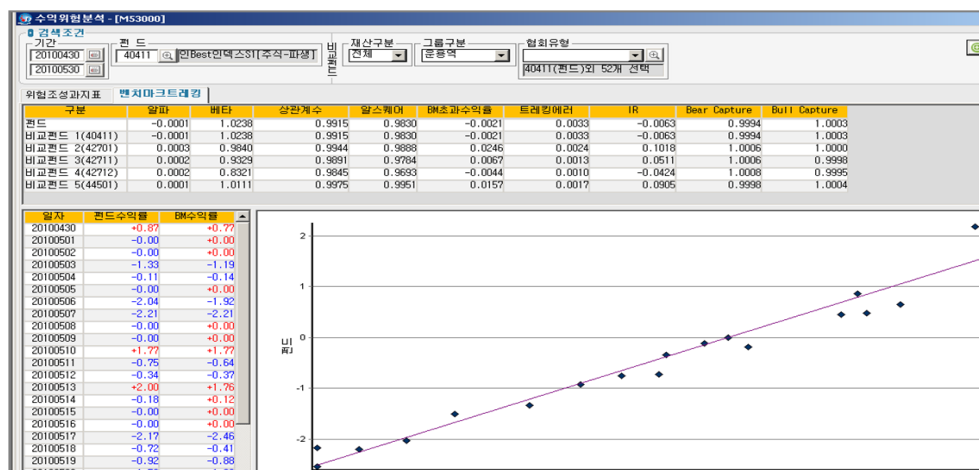 수익위험분석 - [M53000]
검색조건
기간 펀 드 비교펀드 재산구분 그룹구분 협회유형
20100430 40411 인Best인덱스S1[주식-파생] 전체 운용역
20100530 40411(펀드)외 52개 선택
위험조성과지표 벤치마크트레킹
구분 알파 베타 상관계수 알스퀘어 BM초과수익률 트레킹에러 IR Bear Capture Bull Capture
펀드 -0.0001 1.0238 0.9915 0.9830 -0.0021 0.0033 -0.0063 0.9994 1.0003
비교펀드 1(40411) -0.0001 1.0238 0.9915 0.9830 -0.0021 0.0033 -0.0063 0.9994 1.0003
비교펀드 2(42701) 0.0003 0.9840 0.9944 0.9888 0.0246 0.0024 0.1018 1.0006 1.0000
비교펀드 3(42711) 0.0002 0.9329 0.9891 0.9784 0.0067 0.0013 0.0511 1.0006 0.9998
비교펀드 4(42712) 0.0002 0.8321 0.9845 0.9693 -0.0044 0.0010 -0.0424 1.0008 0.9995
비교펀드 5(44501) 0.0001 1.0111 0.9975 0.9951 0.0157 0.0017 0.0905 0.9998 1.0004
일자 펀드수익률 BM수익률
20100430 +0.87 +0.77
20100501 -0.00 +0.00
20100502 -0.00 +0.00
20100503 -1.33 -1.19
20100504 -0.11 -0.14
20100505 -0.00 +0.00
20100506 -2.04 -1.92
20100507 -2.21 -2.21
20100508 -0.00 +0.00
20100509 -0.00 +0.00
20100510 +1.77 +1.77
20100511 -0.75 -0.64
20100512 -0.34 -0.37
20100513 +2.00 +1.76
20100514 -0.18 +0.12
20100515 -0.00 +0.00
20100516 -0.00 +0.00
20100517 -2.17 -2.46
20100518 -0.72 -0.41
20100519 -0.92 -0.88
2
1
0
-1
-2
펀비